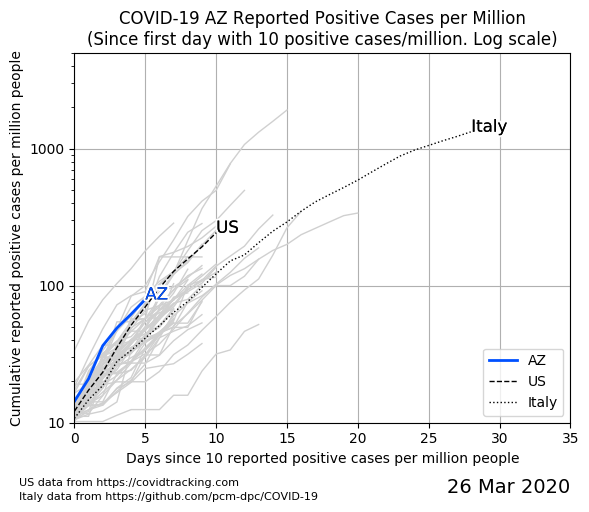 COVID-19 AZ Reported Positive Cases per Million
(Since first day with 10 positive cases/million. Log scale)
Cumulative reported positive cases per million people
1000
100
10
Italy
US
AZ
AZ
US
Italy
0 5 10 15 20 25 30 35
Days since 10 reported positive cases per million people
US data from https://covidtracking.com
Italy data from https://github.com/pcm-dpc/COVID-19
26 Mar 2020